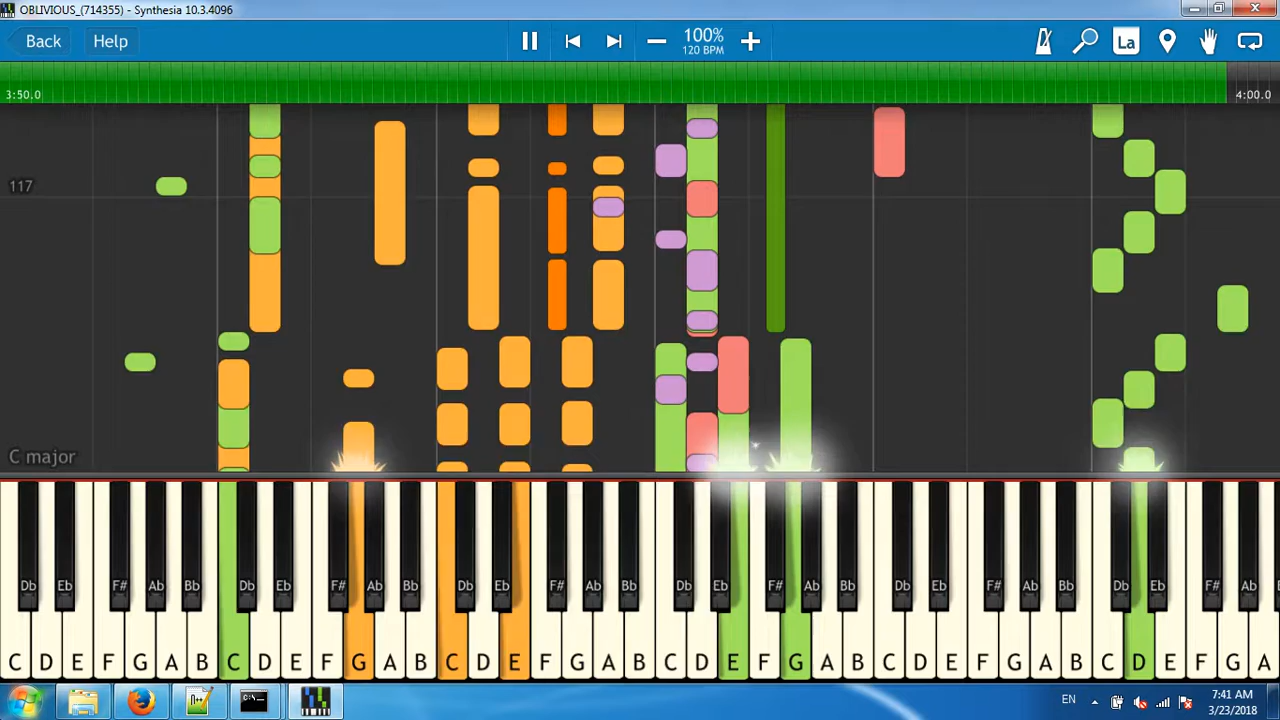 OBLIVIOUS_(714355) - Synthesia 10.3.4096
Back Help 100% La
120 BPM
3:50.0 4:00.0
117
C major
Db Eb F# Ab Bb Db Eb F# Ab Bb Db Eb F# Ab Bb Db Eb F# Ab Bb Db Eb F# Ab Bb Db Eb F# Ab
C D E F G A B C D E F G A B C D E F G A B C D E F G A B C D E F G A B C D E F G A
EN 7:41 AM
3/23/2018